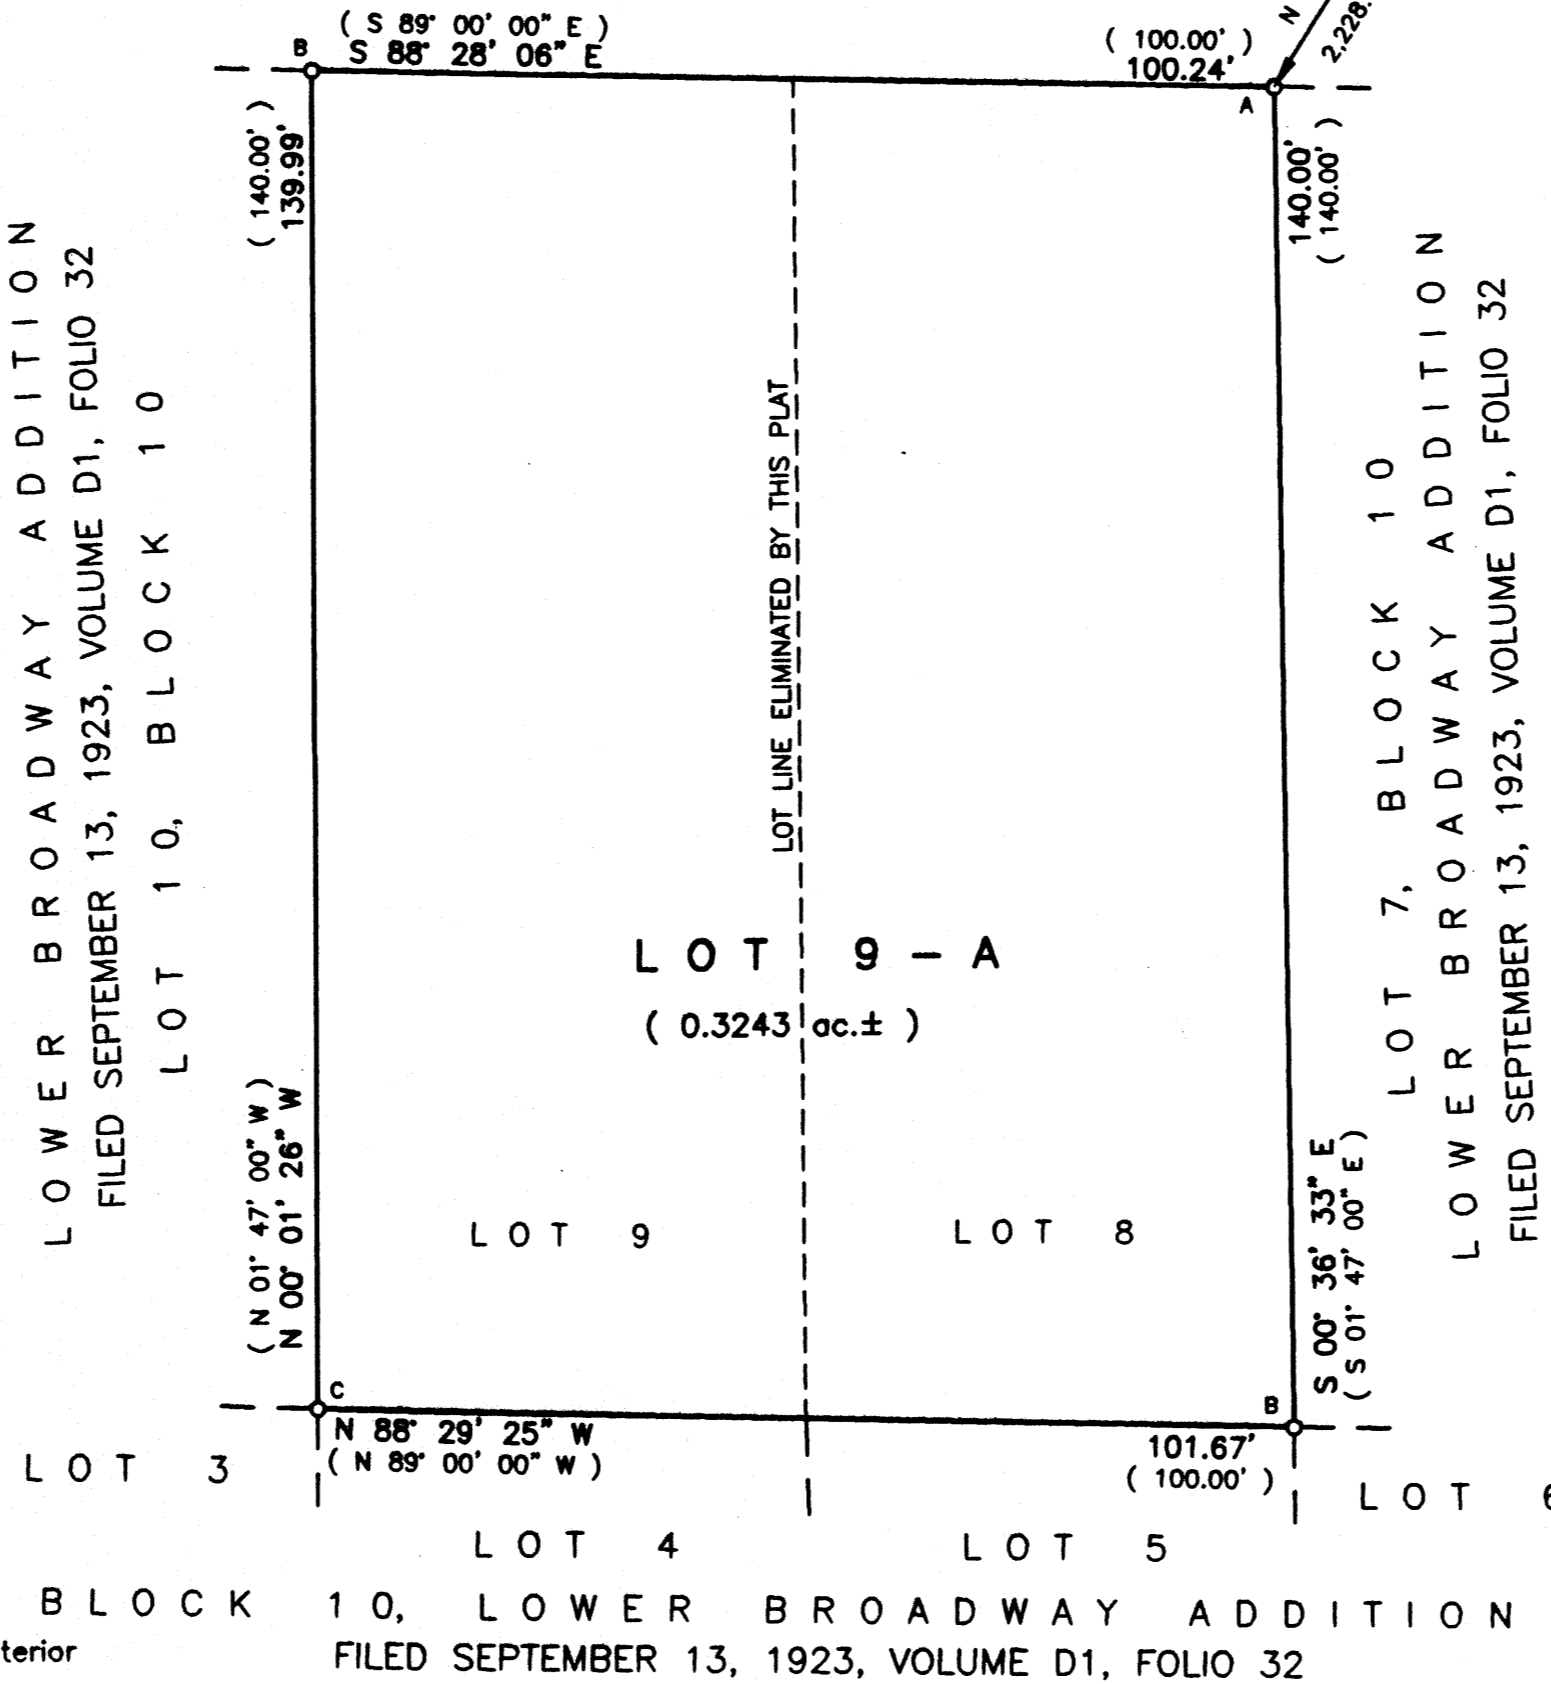 ( S 89° 00' 00" E )
S 88° 28' 06" E
( 100.00' )
100.24'
N
2,228.
B
A
( 140.00' )
139.99'
140.00'
( 140.00' )
LOWER BROADWAY ADDITION
FILED SEPTEMBER 13, 1923, VOLUME D1, FOLIO 32
LOT 10, BLOCK 10
LOT LINE ELIMINATED BY THIS PLAT
LOT 7, BLOCK 10
LOWER BROADWAY ADDITION
FILED SEPTEMBER 13, 1923, VOLUME D1, FOLIO 32
LOT 9-A
( 0.3243 ac.± )
( N 01° 47' 00" W )
N 00° 01' 26" W
LOT 9
LOT 8
S 00° 36' 33" E
( S 01° 47' 00" E )
C
B
N 88° 29' 25" W
( N 89° 00' 00" W )
101.67'
( 100.00' )
LOT 3
LOT 6
LOT 4
LOT 5
BLOCK 10, LOWER BROADWAY ADDITION
terior
FILED SEPTEMBER 13, 1923, VOLUME D1, FOLIO 32